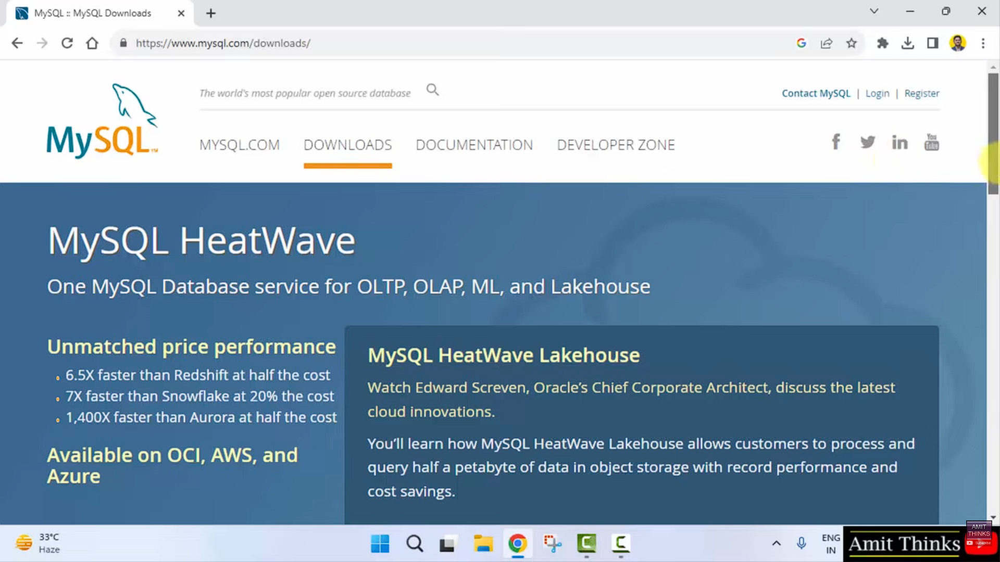 MySQL :: MySQL Downloads
https://www.mysql.com/downloads/
The world's most popular open source database
Contact MySQL | Login | Register
MySQL™
MYSQL.COM DOWNLOADS DOCUMENTATION DEVELOPER ZONE
You Tube
MySQL HeatWave
One MySQL Database service for OLTP, OLAP, ML, and Lakehouse
Unmatched price performance
6.5X faster than Redshift at half the cost
7X faster than Snowflake at 20% the cost
1,400X faster than Aurora at half the cost
Available on OCI, AWS, and
Azure
MySQL HeatWave Lakehouse
Watch Edward Screven, Oracle's Chief Corporate Architect, discuss the latest
cloud innovations.
You'll learn how MySQL HeatWave Lakehouse allows customers to process and
query half a petabyte of data in object storage with record performance and
cost savings.
33°C
Haze
ENG
IN
Amit Thinks
AMIT
THINKS
Subscribe